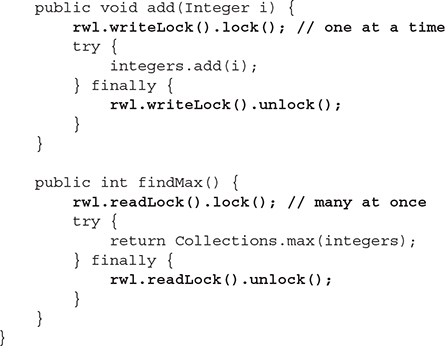 public void add(Integer i) {
rwl.writeLock().lock(); // one at a time
try {
integers.add(i);
} finally {
rwl.writeLock().unlock();
}
}
public int findMax() {
rwl.readLock().lock(); // many at once
try {
return Collections.max(integers);
} finally {
rwl.readLock().unlock();
}
}
}